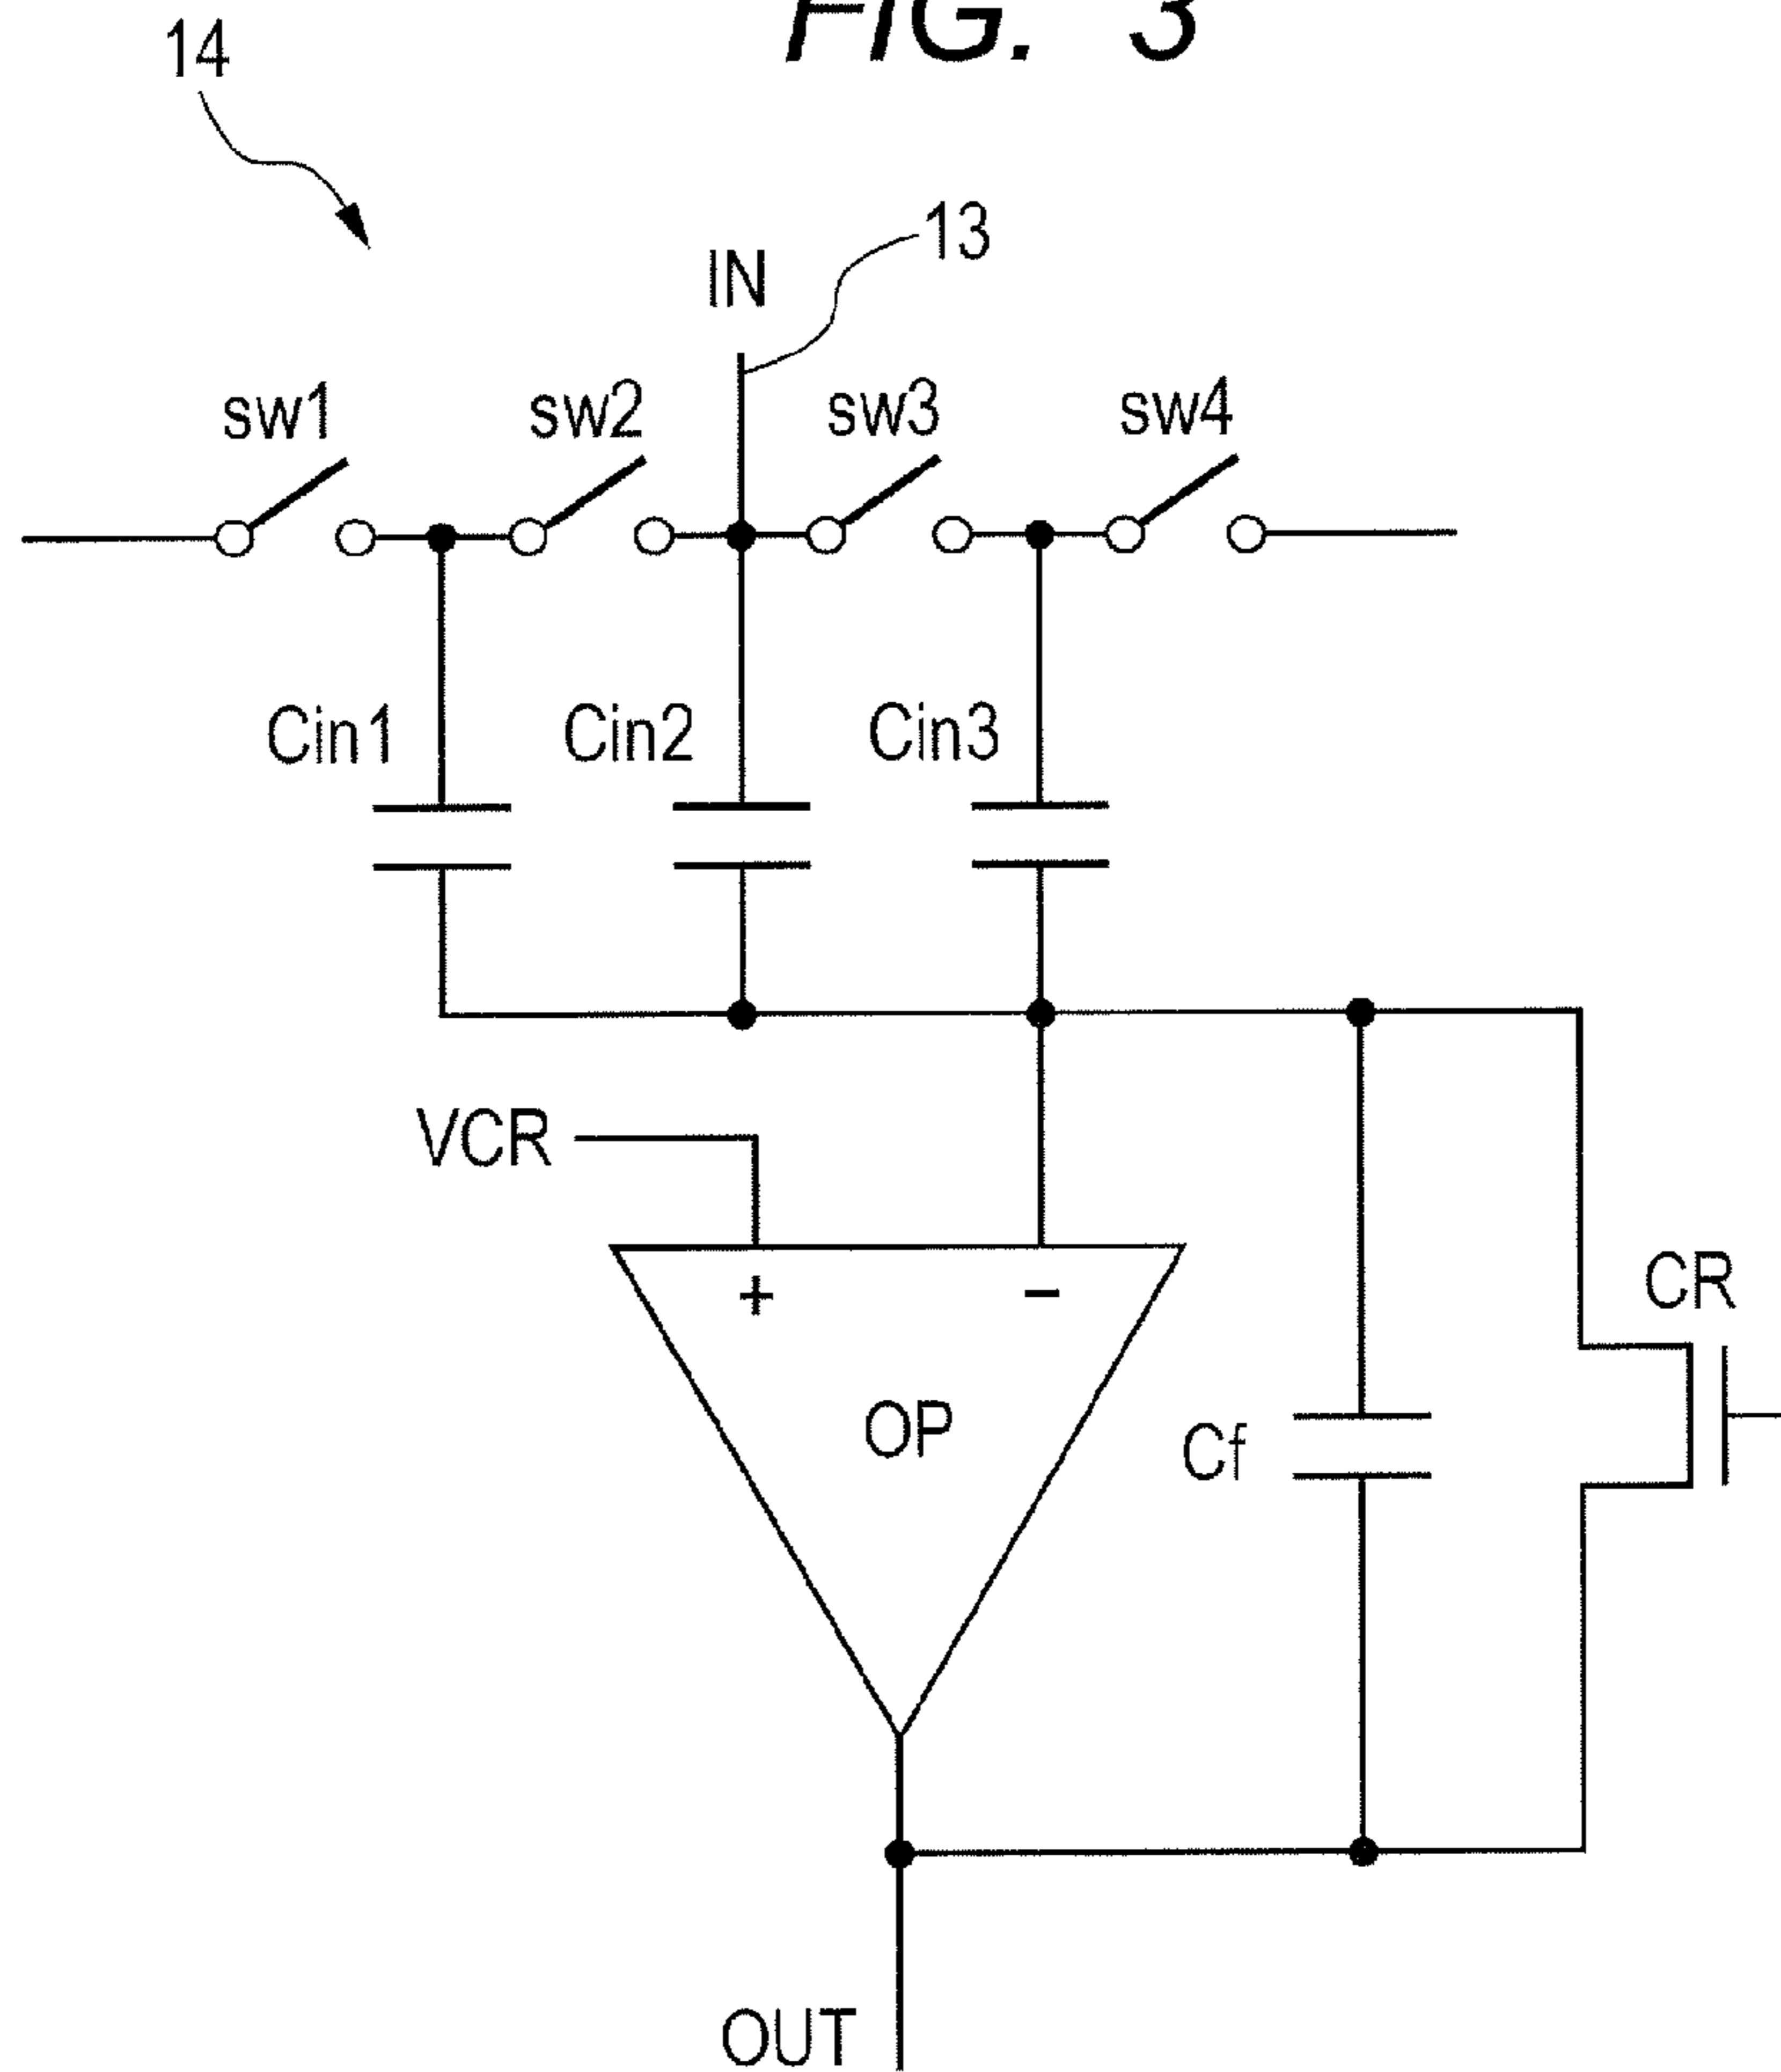 FIG. 3
14
13
IN
sw1 sw2 sw3 sw4
Cin1 Cin2 Cin3
VCR
+ −
CR
OP
Cf
OUT